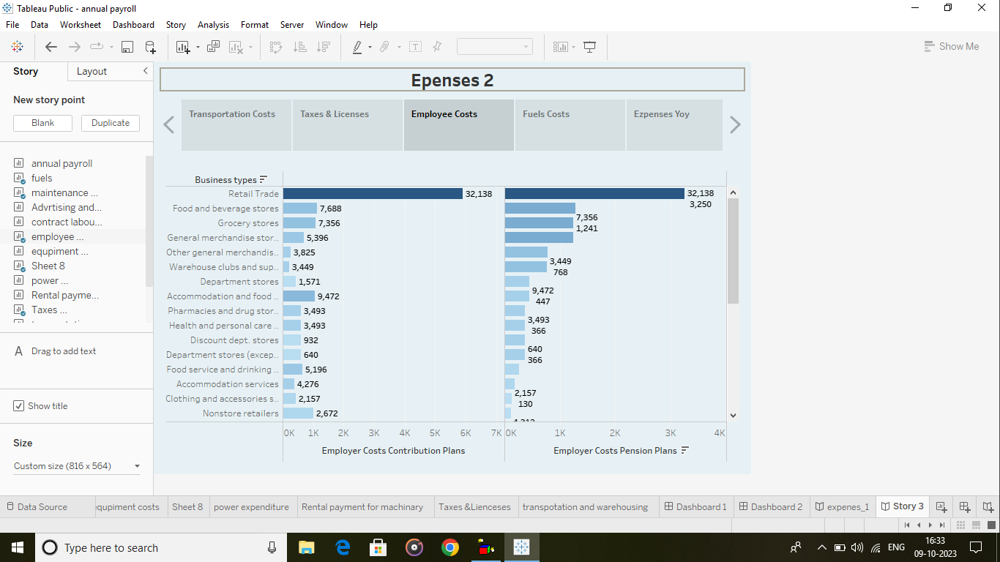 Tableau Public - annual payroll
File Data Worksheet Dashboard Story Analysis Format Server Window Help
Show Me
Story Layout
New story point
Blank Duplicate
annual payroll
fuels
maintenance ...
Advrtising and...
contract labou...
employee ...
equpiment ...
Sheet 8
power ...
Rental payme...
Taxes ...
A Drag to add text
Show title
Size
Custom size (816 x 564)
Epenses 2
Transportation Costs Taxes & Licenses Employee Costs Fuels Costs Ezpenses Yoy
Business types
Retail Trade 32,138 32,138
3,250
Food and beverage stores 7,688
Grocery stores 7,356 7,356
1,241
General merchandise stor.. 5,396
Other general merchandis.. 3,825
Warehouse clubs and sup.. 3,449 3,449
768
Department stores 1,571
Accommodation and food .. 9,472 9,472
447
Pharmacies and drug stor.. 3,493
Health and personal care .. 3,493 3,493
366
Discount dept. stores 932
Department stores (excep.. 640 640
366
Food service and drinking .. 5,196
Accommodation services 4,276
Clothing and accessories s.. 2,157 2,157
130
Nonstore retailers 2,672
0K 1K 2K 3K 4K 5K 6K 7K 0K 1K 2K 3K 4K
Employer Costs Contribution Plans Employer Costs Pension Plans
Data Source equpiment costs Sheet 8 power expenditure Rental payment for machinary Taxes &Lienceses transpotation and warehousing Dashboard 1 Dashboard 2 expenes_1 Story 3
Type here to search
ENG
16:33
09-10-2023